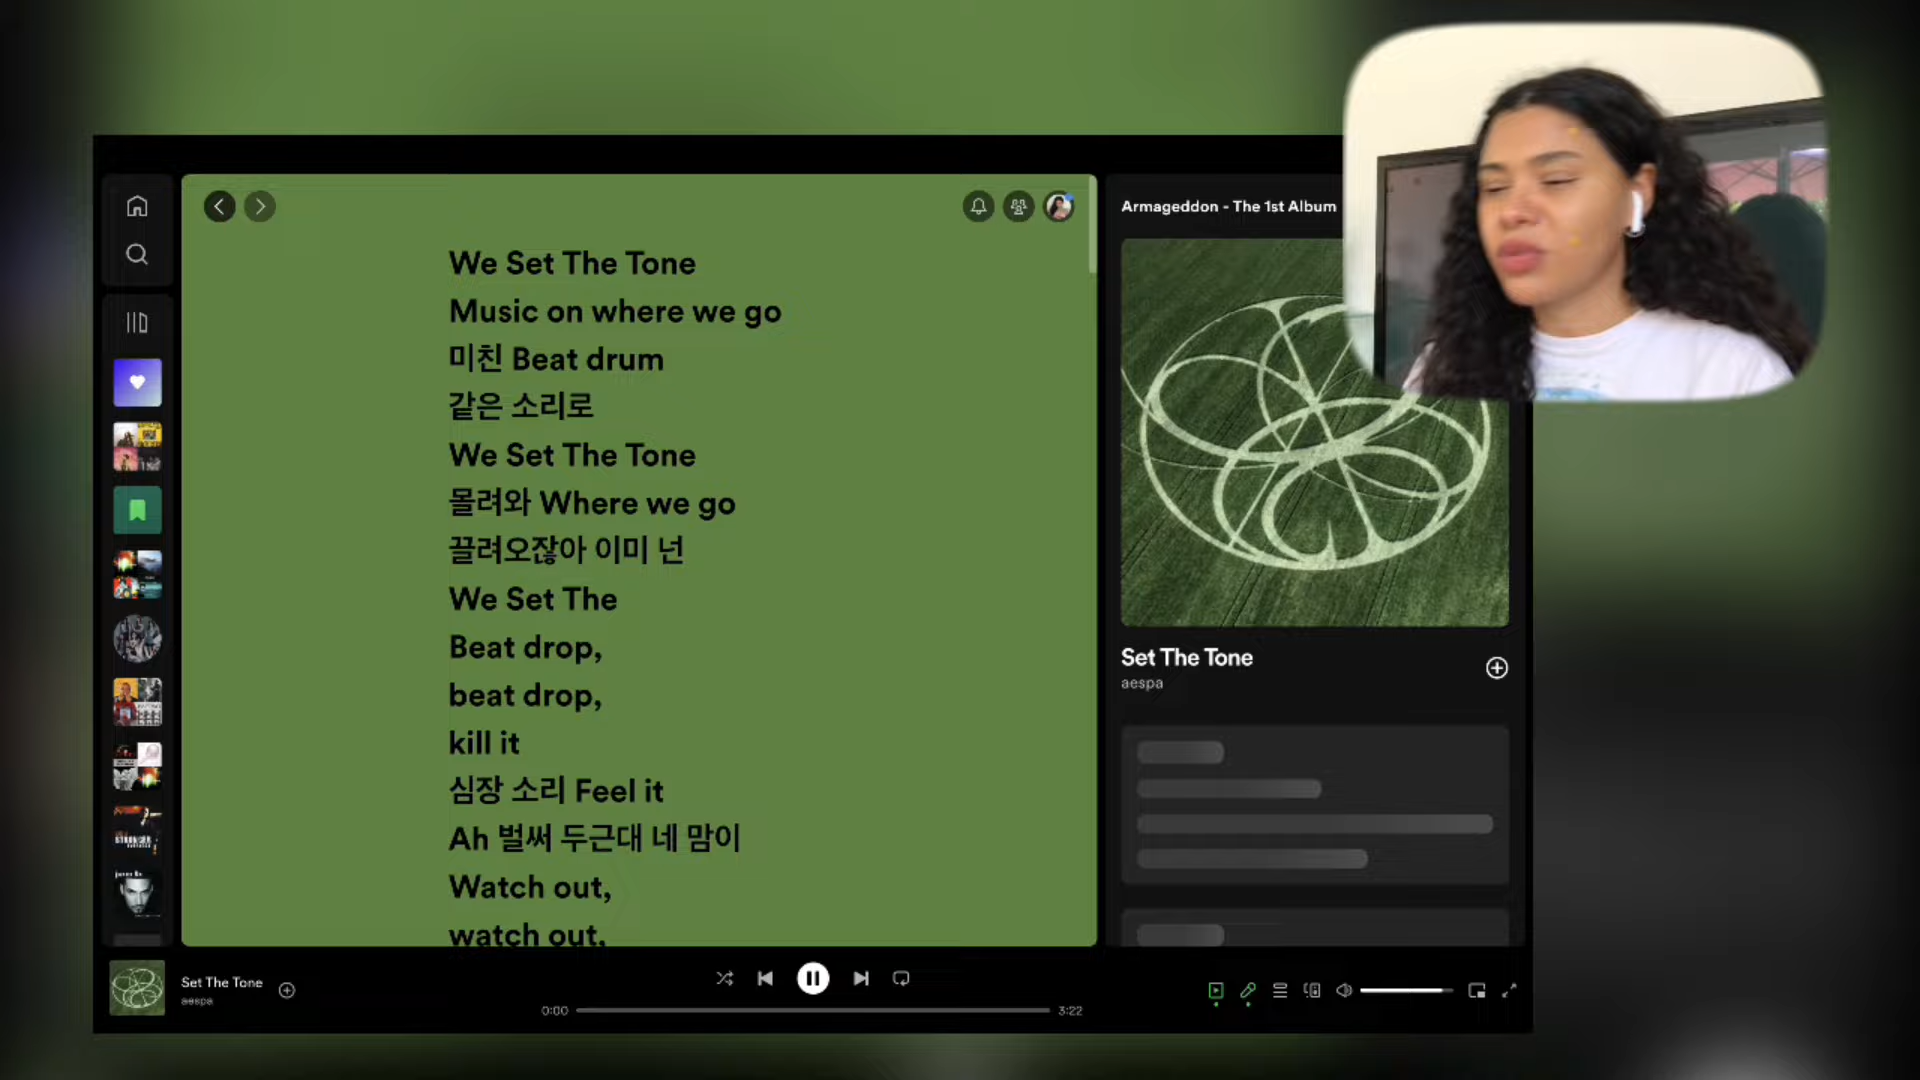 We Set The Tone
Music on where we go
미친 Beat drum
같은 소리로
We Set The Tone
몰려와 Where we go
끌려오잖아 이미 넌
We Set The
Beat drop,
beat drop,
kill it
심장 소리 Feel it
Ah 벌써 두근대 네 맘이
Watch out,
watch out,
Armageddon - The 1st Album
Set The Tone
aespa
Set The Tone
aespa
0:00
3:22